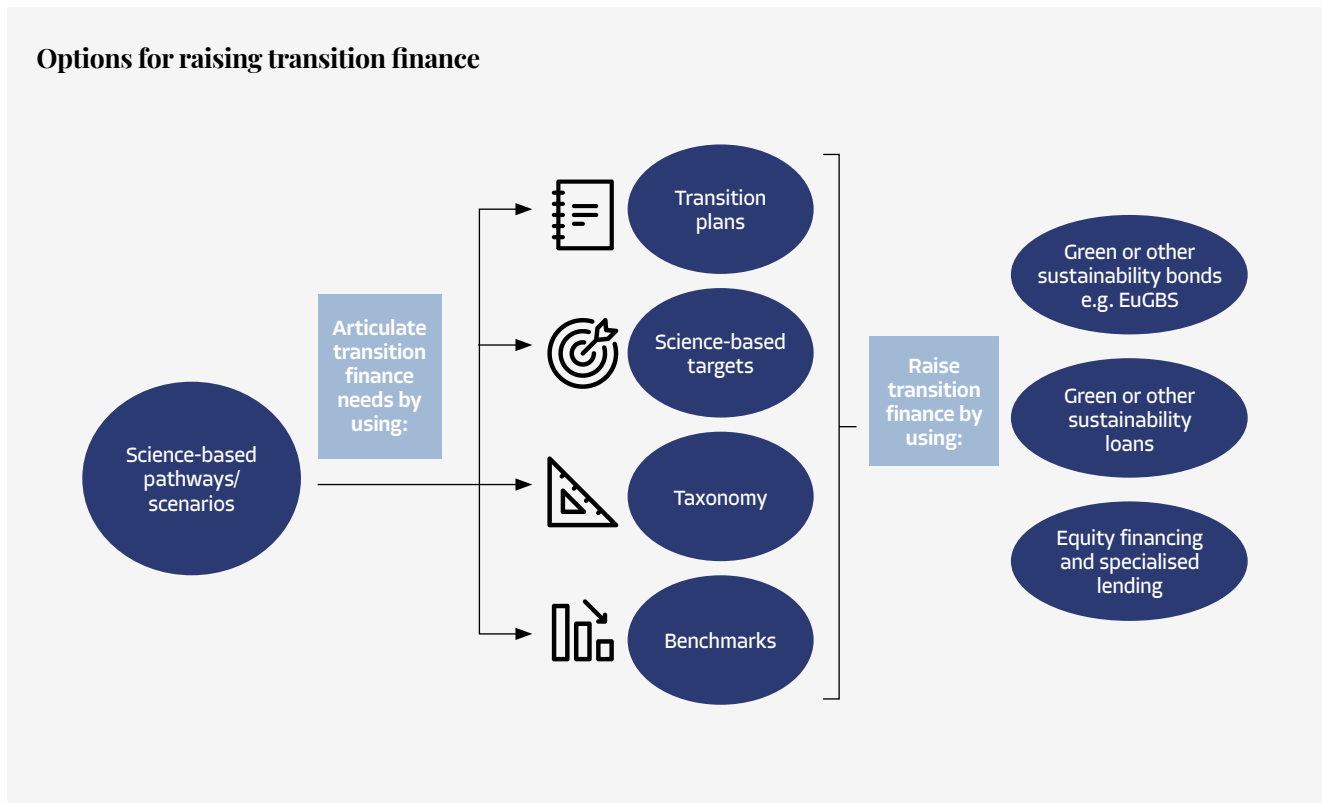 Options for raising transition finance
Science-based
pathways/
scenarios
Articulate
transition
finance
needs by
using:
Transition
plans
Science-based
targets
Taxonomy
Benchmarks
Raise
transition
finance by
using:
Green or other
sustainability bonds
e.g. EuGBS
Green or other
sustainability
loans
Equity financing
and specialised
lending